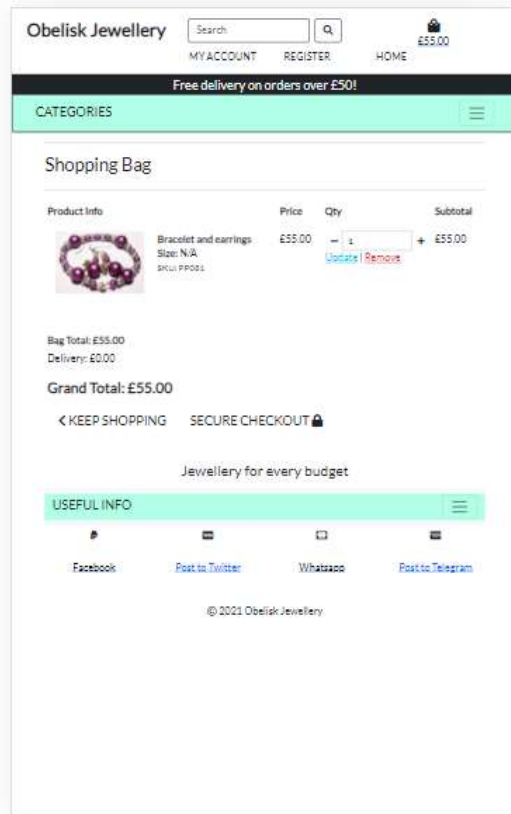 Obelisk Jewellery
Search
£55.00
MY ACCOUNT REGISTER HOME
Free delivery on orders over £50!
CATEGORIES
Shopping Bag
Product Info Price Qty Subtotal
Bracelet and earrings £55.00 − 1 + £55.00
Size: N/A
Update | Remove
SKU: PP081
Bag Total: £55.00
Delivery: £0.00
Grand Total: £55.00
KEEP SHOPPING SECURE CHECKOUT
Jewellery for every budget
USEFUL INFO
Facebook Post to Twitter Whatsapp Post to Telegram
© 2021 Obelisk Jewellery